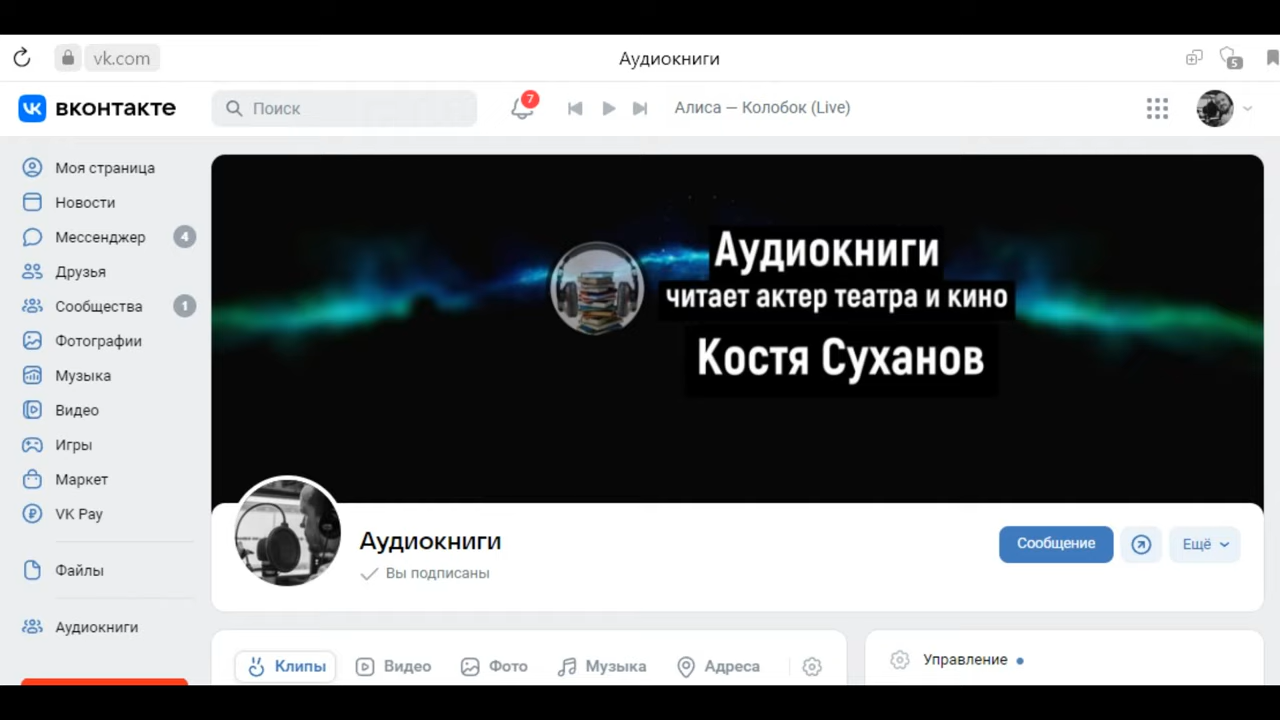 vk.com
Аудиокниги
5
вконтакте
Поиск
7
Алиса — Колобок (Live)
Моя страница
Новости
Мессенджер 4
Друзья
Сообщества 1
Фотографии
Музыка
Видео
Игры
Маркет
VK Pay
Файлы
Аудиокниги
Аудиокниги
читает актер театра и кино
Костя Суханов
Аудиокниги
Вы подписаны
Сообщение
Ещё
Клипы
Видео
Фото
Музыка
Адреса
Управление